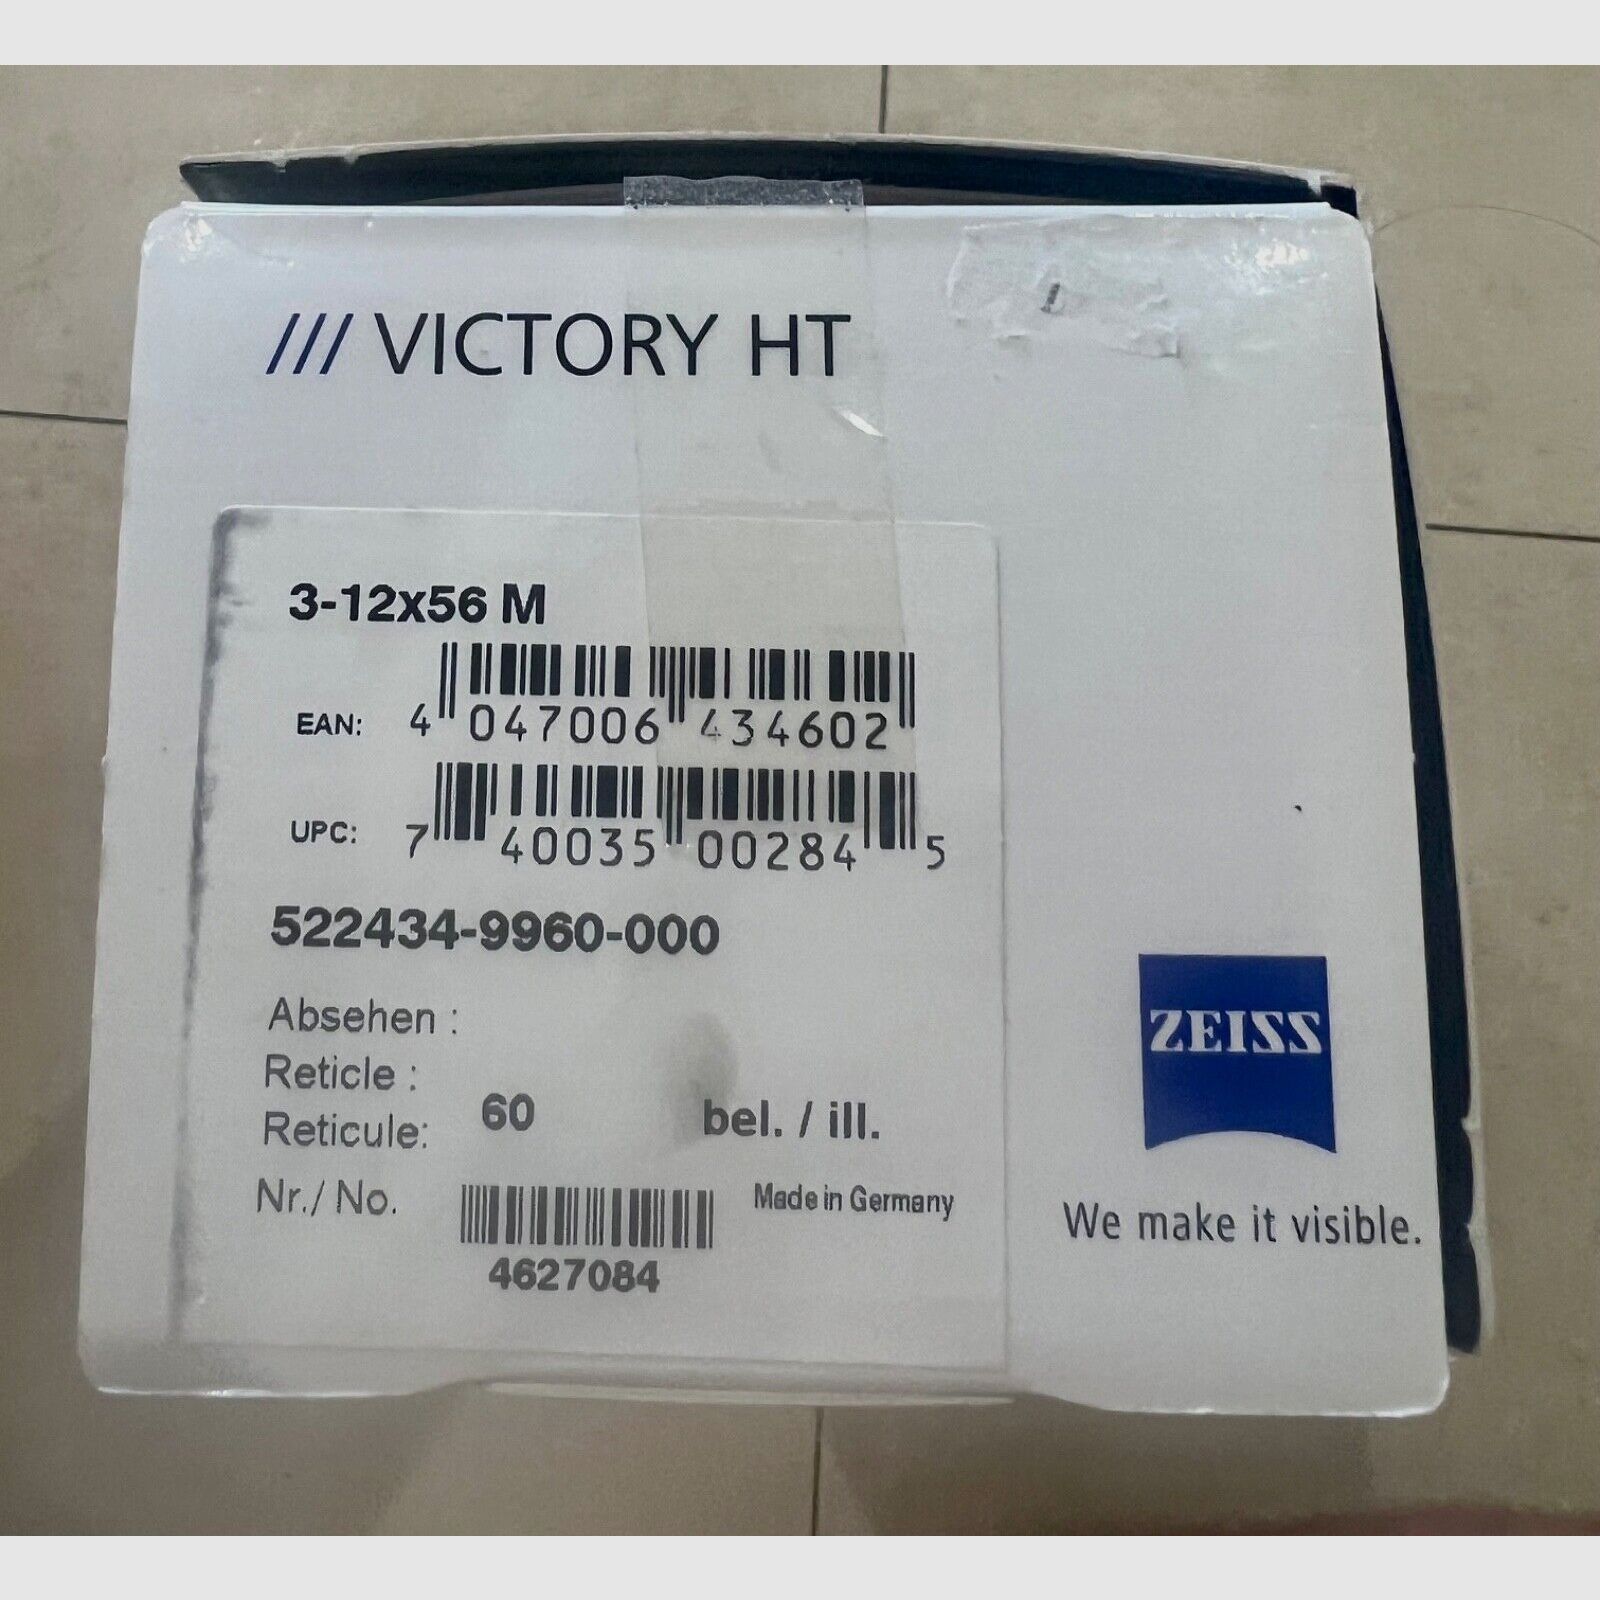 /// VICTORY HT
3-12x56 M
EAN: 4 047006 434602
UPC: 7 40035 00284 5
522434-9960-000
Absehen :
Reticle :
Reticule: 60 bel. / ill.
Nr./ No.
4627084
Made in Germany
ZEISS
We make it visible.